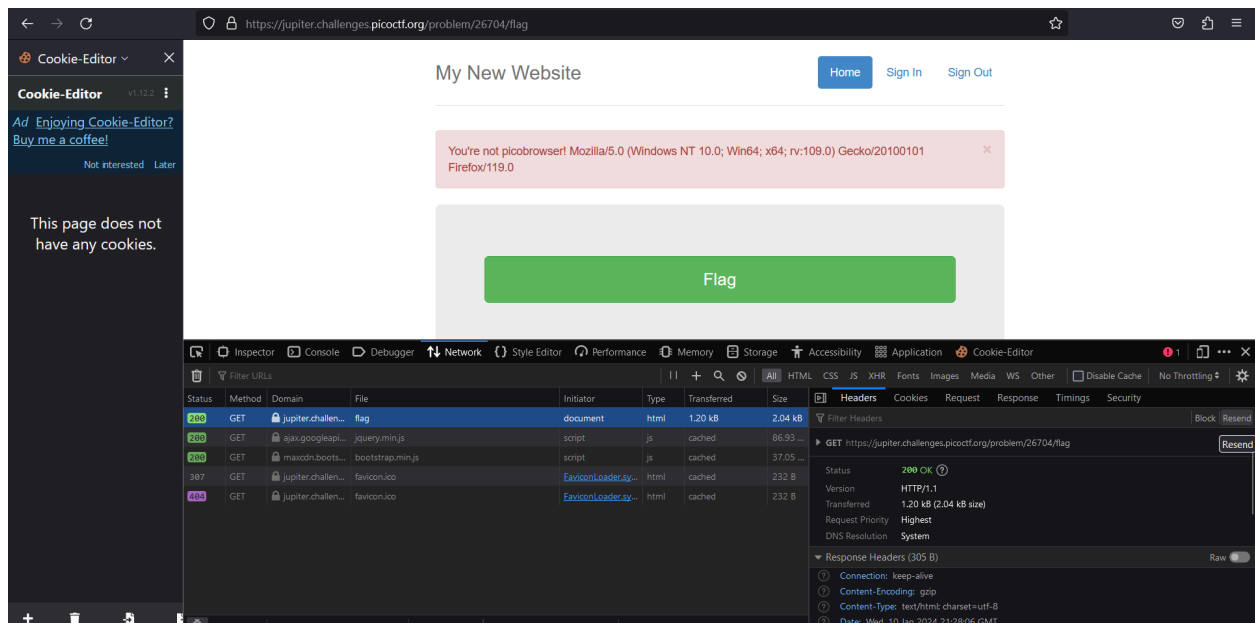 https://jupiter.challenges.picoctf.org/problem/26704/flag
Cookie-Editor
Cookie-Editor v1.12.2
Ad Enjoying Cookie-Editor?
Buy me a coffee!
Not interested Later
This page does not
have any cookies.
My New Website
Home Sign In Sign Out
You're not picobrowser! Mozilla/5.0 (Windows NT 10.0; Win64; x64; rv:109.0) Gecko/20100101
Firefox/119.0
×
Flag
Inspector Console Debugger Network Style Editor Performance Memory Storage Accessibility Application Cookie-Editor 1
Filter URLs
All HTML CSS JS XHR Fonts Images Media WS Other Disable Cache No Throttling
Status Method Domain File Initiator Type Transferred Size
200 GET jupiter.challen... flag document html 1.20 kB 2.04 kB
200 GET ajax.googleapi... jquery.min.js script js cached 86.93 ...
200 GET maxcdn.boots... bootstrap.min.js script js cached 37.05 ...
307 GET jupiter.challen... favicon.ico FaviconLoader.sy... html cached 232 B
404 GET jupiter.challen... favicon.ico FaviconLoader.sy... html cached 232 B
Headers Cookies Request Response Timings Security
Filter Headers Block Resend
GET https://jupiter.challenges.picoctf.org/problem/26704/flag Resend
Status 200 OK
Version HTTP/1.1
Transferred 1.20 kB (2.04 kB size)
Request Priority Highest
DNS Resolution System
Response Headers (305 B) Raw
Connection: keep-alive
Content-Encoding: gzip
Content-Type: text/html; charset=utf-8
Date: Wed, 10 Jan 2024 21:28:06 GMT